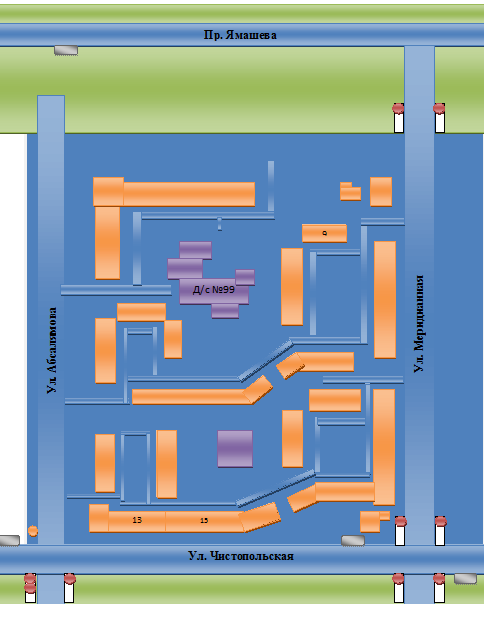 Пр. Ямашева
9
Д/с №99
Ул. Абсалямова
Ул. Меридианная
13
15
Ул. Чистопольская